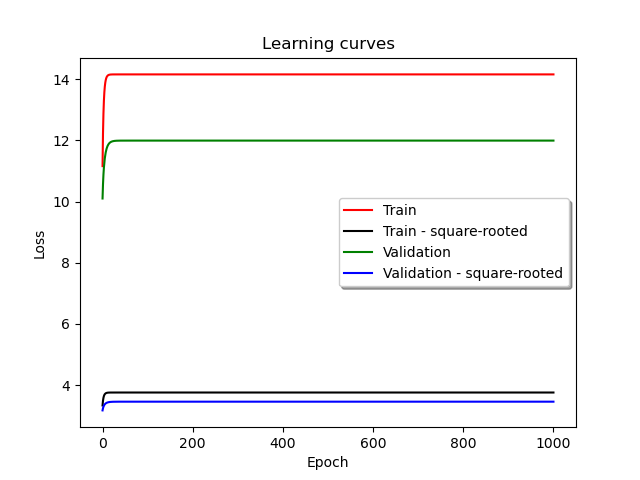 Learning curves
Loss
14
12
10
8
6
4
Train
Train - square-rooted
Validation
Validation - square-rooted
0
200
400
600
800
1000
Epoch